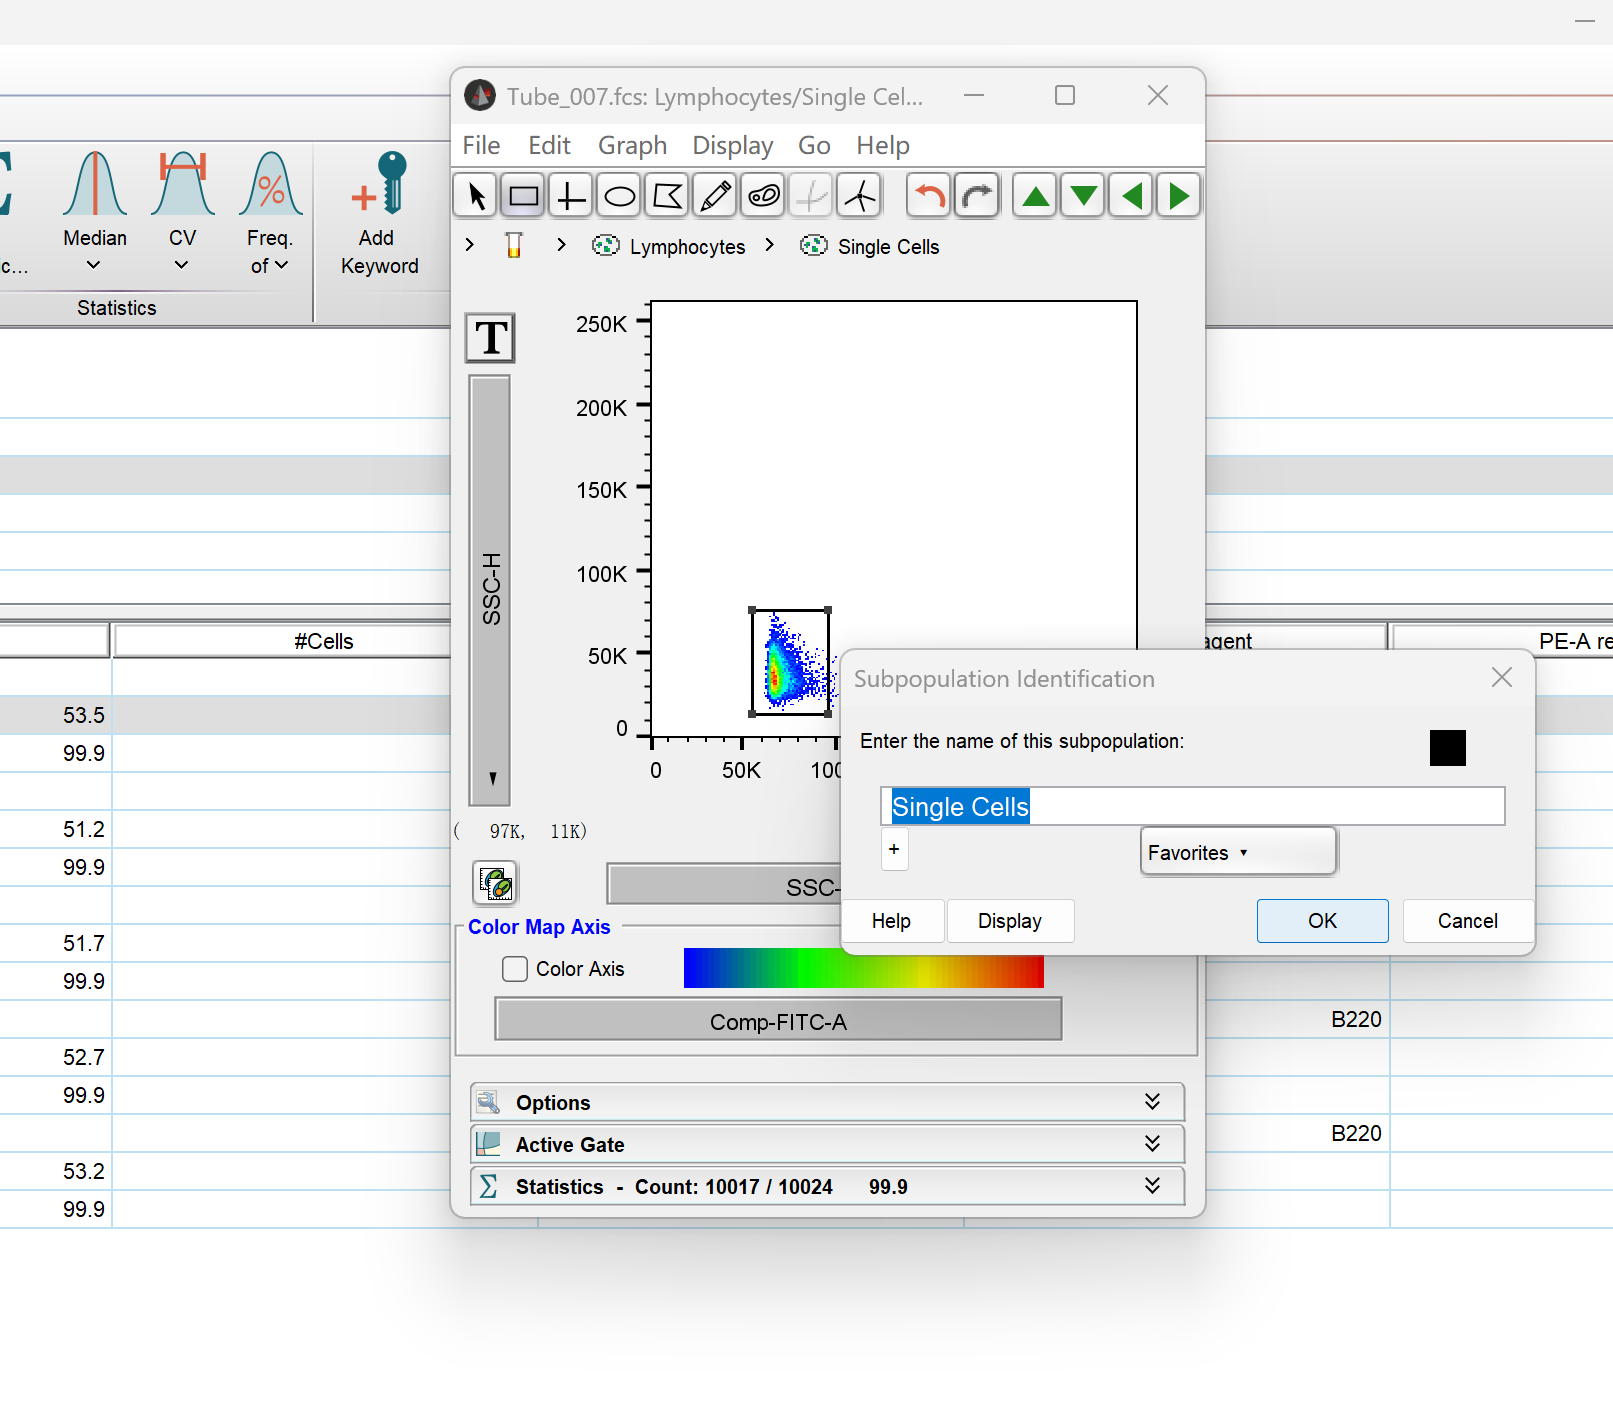 Tube_007.fcs: Lymphocytes/Single Cel...
File Edit Graph Display Go Help
Median
CV
Freq. of
Add Keyword
ic...
Statistics
Lymphocytes
Single Cells
T
250K
200K
150K
100K
50K
0
SSC-H
0 50K 100
( 97K, 11K)
SSC-
Color Map Axis
Color Axis
Comp-FITC-A
Options
Active Gate
Statistics - Count: 10017 / 10024 99.9
Subpopulation Identification
Enter the name of this subpopulation:
Single Cells
+
Favorites
Help
Display
OK
Cancel
#Cells
agent
PE-A re
53.5
99.9
51.2
99.9
51.7
99.9
B220
52.7
99.9
B220
53.2
99.9